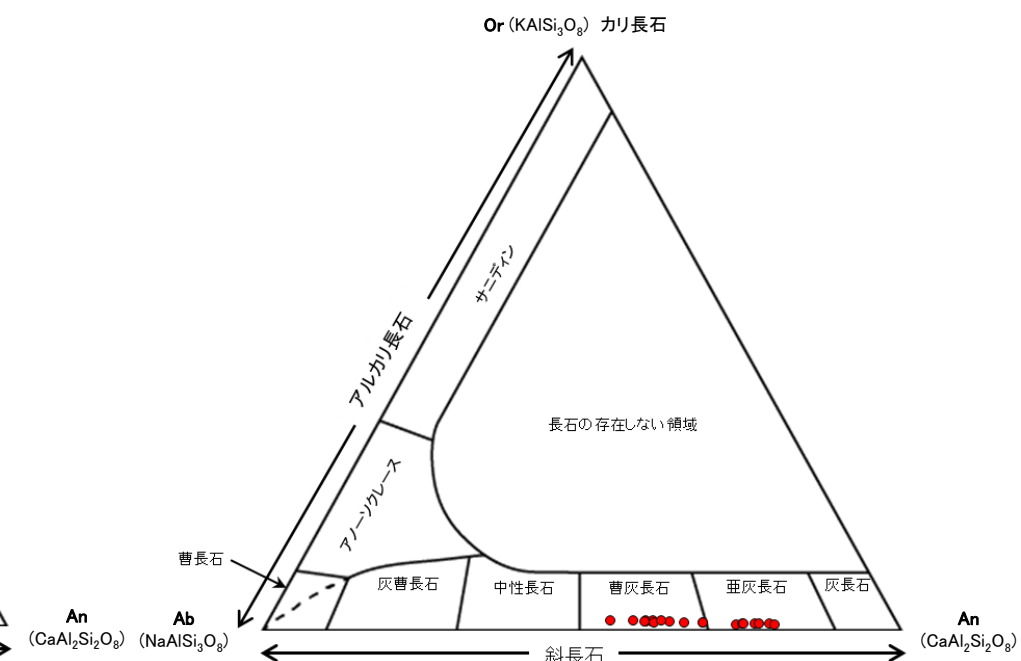 Or (KAlSi₃O₈) カリ長石
サニディン
アルカリ長石
長石の存在しない領域
アノーソクレース
曹長石
灰曹長石
中性長石
曹灰長石
亜灰長石
灰長石
An
(CaAl₂Si₂O₈)
Ab
(NaAlSi₃O₈)
An
(CaAl₂Si₂O₈)
斜長石